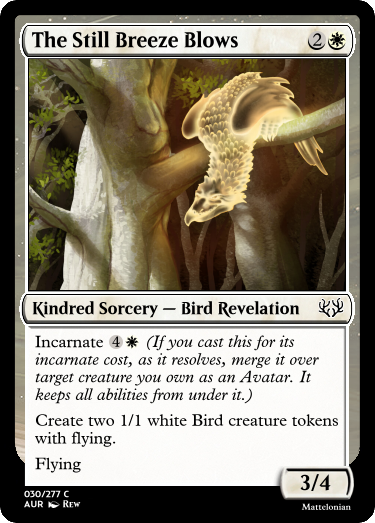 The Still Breeze Blows 2
Kindred Sorcery — Bird Revelation
Incarnate 4 (If you cast this for its
incarnate cost, as it resolves, merge it over
target creature you own as an Avatar. It
keeps all abilities from under it.)
Create two 1/1 white Bird creature tokens
with flying.
Flying
3/4
030/277 C
AUR Rew
Mattelonian